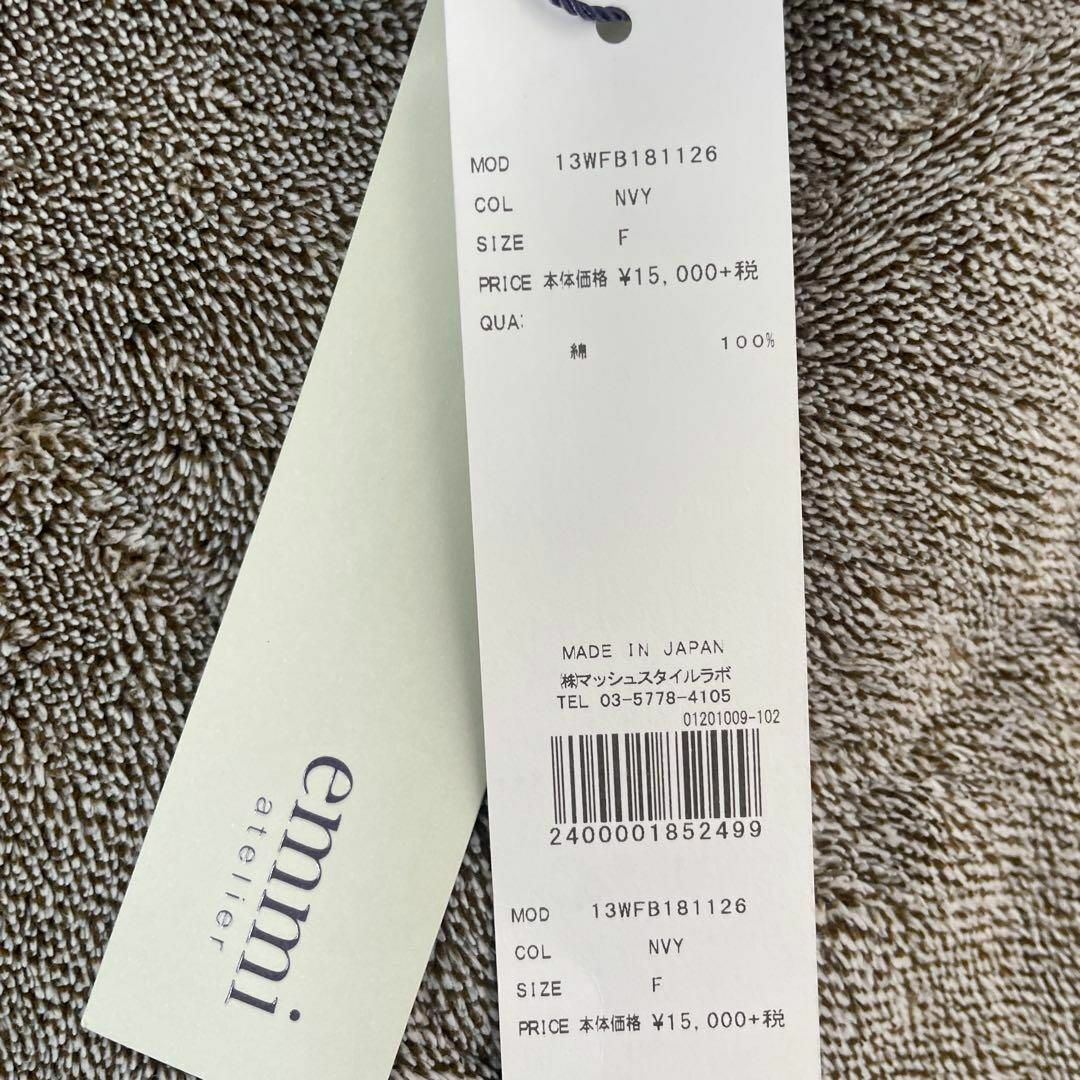 MOD 13WFB181126
COL NVY
SIZE F
PRICE 本体価格 ¥15,000+税
QUA:
綿 100%
MADE IN JAPAN
㈱マッシュスタイルラボ
TEL 03-5778-4105
01201009-102
2400001852499
MOD 13WFB181126
COL NVY
SIZE F
PRICE 本体価格 ¥15,000+税
emmi
atelier